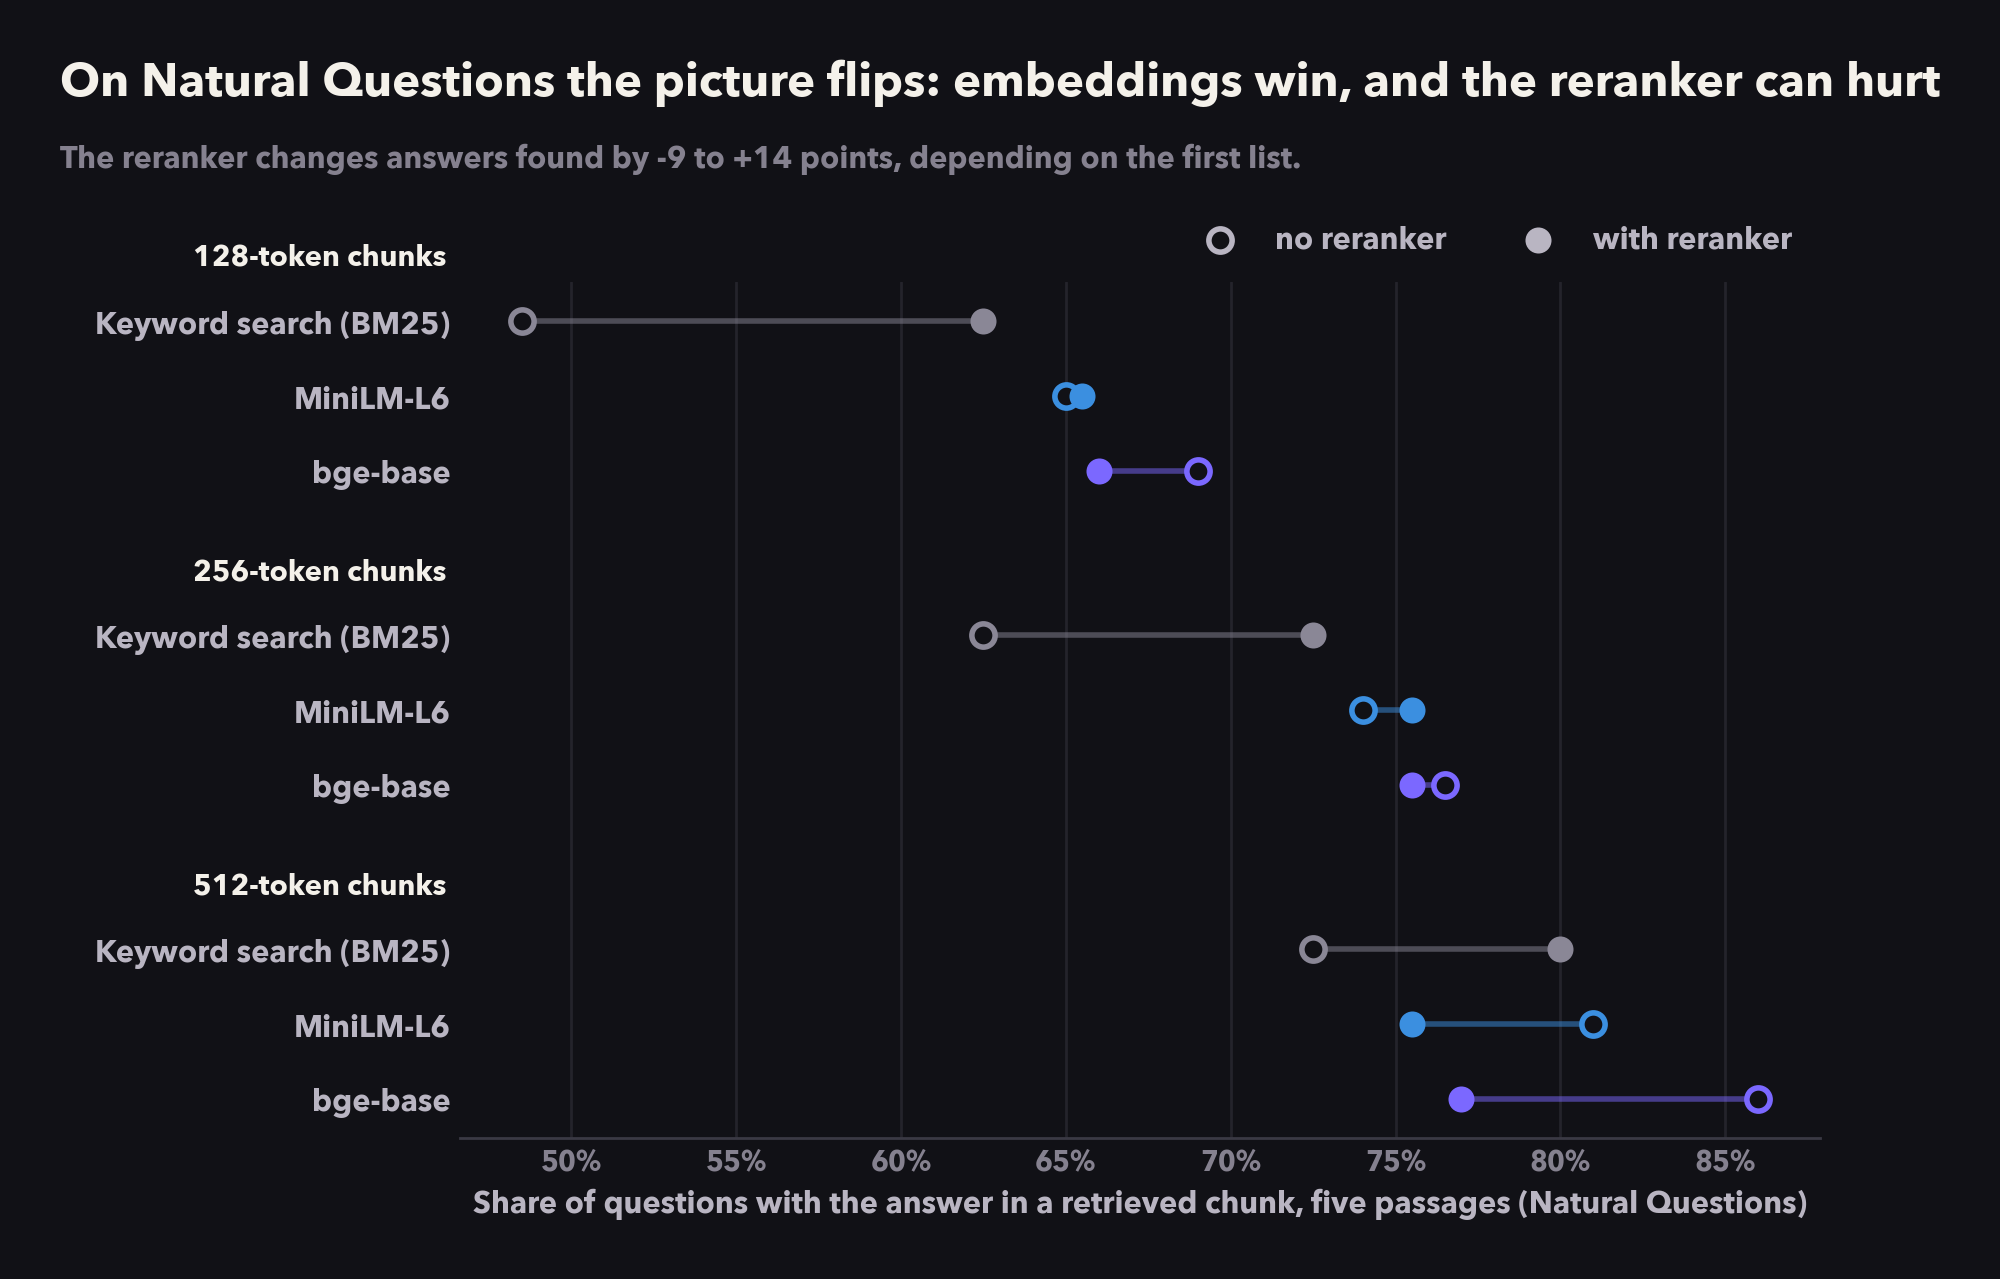 On Natural Questions the picture flips: embeddings win, and the reranker can hurt
The reranker changes answers found by -9 to +14 points, depending on the first list.
no reranker
with reranker
128-token chunks
Keyword search (BM25)
MiniLM-L6
bge-base
256-token chunks
Keyword search (BM25)
MiniLM-L6
bge-base
512-token chunks
Keyword search (BM25)
MiniLM-L6
bge-base
50% 55% 60% 65% 70% 75% 80% 85%
Share of questions with the answer in a retrieved chunk, five passages (Natural Questions)